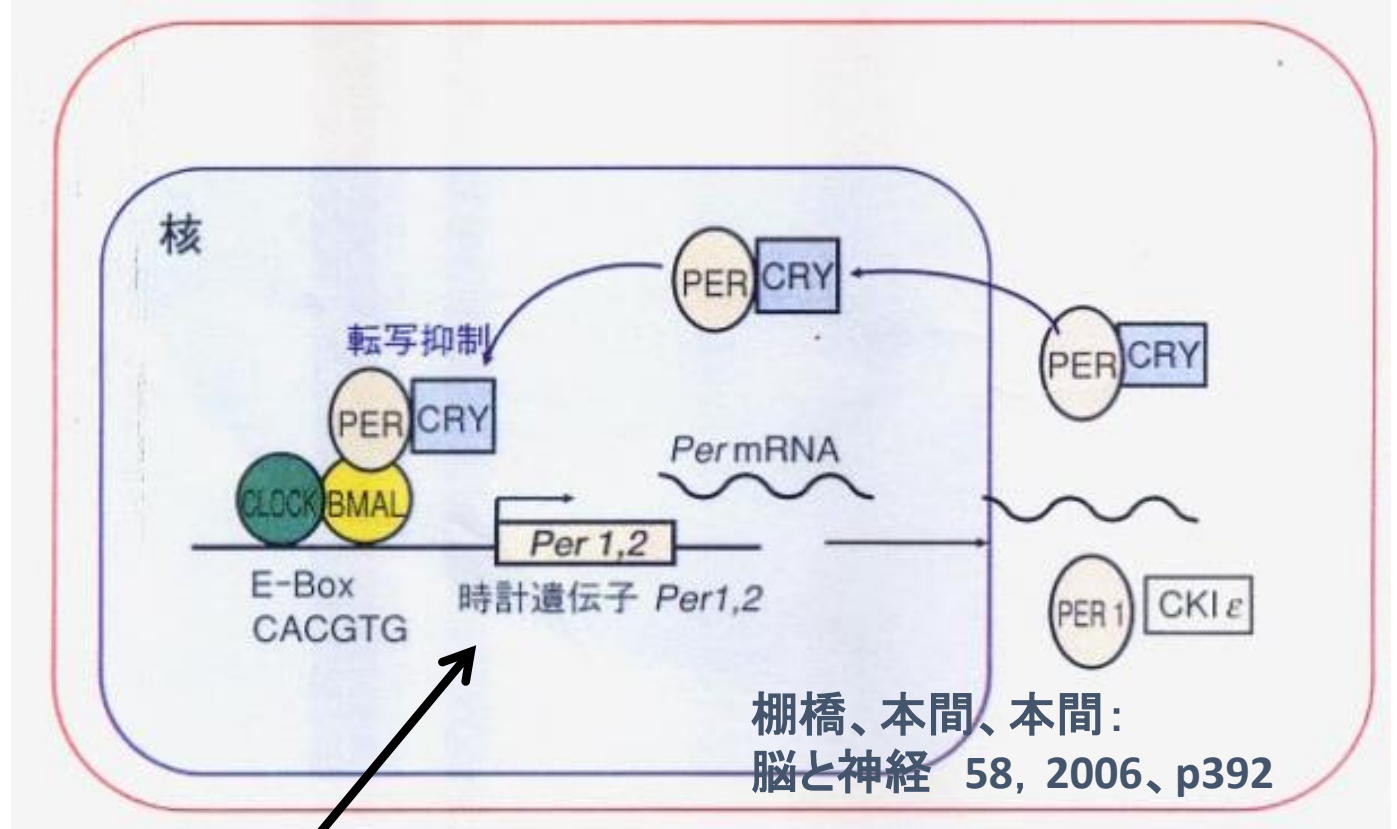 核
PER CRY
転写抑制
PER CRY
PER CRY
Per mRNA
CLOCK BMAL
Per 1,2
E-Box
CACGTG
時計遺伝子 Per1,2
PER 1 CKIε
棚橋、本間、本間：
脳と神経 58, 2006、p392